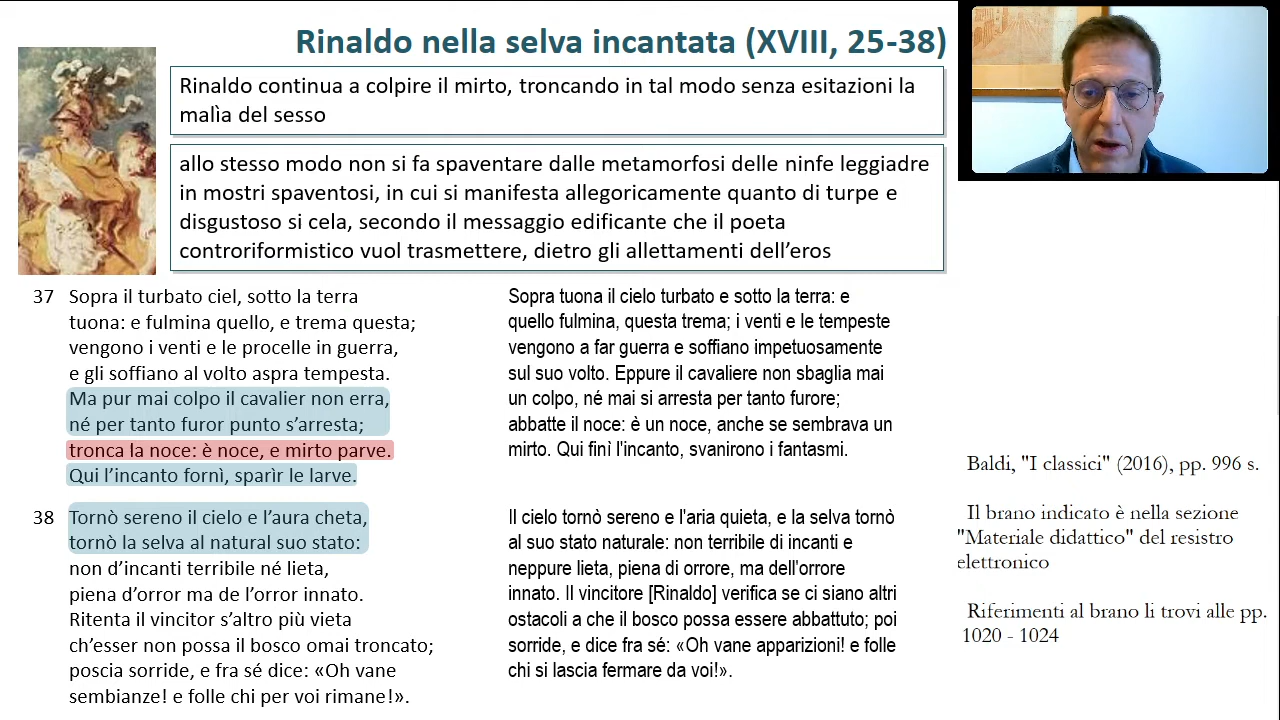 Rinaldo nella selva incantata (XVIII, 25-38)
Rinaldo continua a colpire il mirto, troncando in tal modo senza esitazioni la
malìa del sesso
allo stesso modo non si fa spaventare dalle metamorfosi delle ninfe leggiadre
in mostri spaventosi, in cui si manifesta allegoricamente quanto di turpe e
disgustoso si cela, secondo il messaggio edificante che il poeta
controriformistico vuol trasmettere, dietro gli allettamenti dell’eros
37 Sopra il turbato ciel, sotto la terra
tuona: e fulmina quello, e trema questa;
vengono i venti e le procelle in guerra,
e gli soffiano al volto aspra tempesta.
Ma pur mai colpo il cavalier non erra,
né per tanto furor punto s’arresta;
tronca la noce: è noce, e mirto parve.
Qui l’incanto fornì, sparìr le larve.
38 Tornò sereno il cielo e l’aura cheta,
tornò la selva al natural suo stato:
non d’incanti terribile né lieta,
piena d’orror ma de l’orror innato.
Ritenta il vincitor s’altro più vieta
ch’esser non possa il bosco omai troncato;
poscia sorride, e fra sé dice: «Oh vane
sembianze! e folle chi per voi rimane!».
Sopra tuona il cielo turbato e sotto la terra: e
quello fulmina, questa trema; i venti e le tempeste
vengono a far guerra e soffiano impetuosamente
sul suo volto. Eppure il cavaliere non sbaglia mai
un colpo, né mai si arresta per tanto furore;
abbatte il noce: è un noce, anche se sembrava un
mirto. Qui finì l'incanto, svanirono i fantasmi.
Il cielo tornò sereno e l'aria quieta, e la selva tornò
al suo stato naturale: non terribile di incanti e
neppure lieta, piena di orrore, ma dell'orrore
innato. Il vincitore [Rinaldo] verifica se ci siano altri
ostacoli a che il bosco possa essere abbattuto; poi
sorride, e dice fra sé: «Oh vane apparizioni! e folle
chi si lascia fermare da voi!».
Baldi, "I classici" (2016), pp. 996 s.
Il brano indicato è nella sezione
"Materiale didattico" del resistro
elettronico
Riferimenti al brano li trovi alle pp.
1020 - 1024